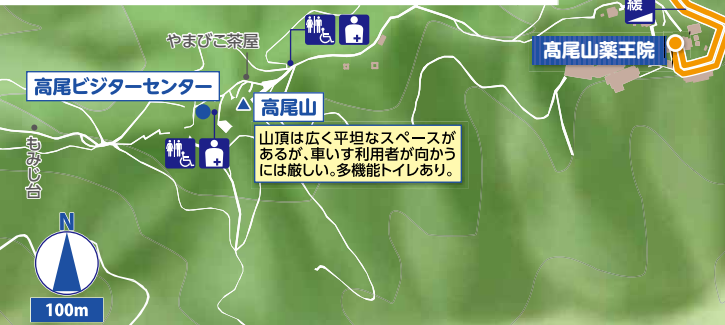 緩
やまびこ茶屋
髙尾山薬王院
高尾ビジターセンター
高尾山
山頂は広く平坦なスペースが
あるが、車いす利用者が向かう
には厳しい。多機能トイレあり。
もみじ台
N
100m